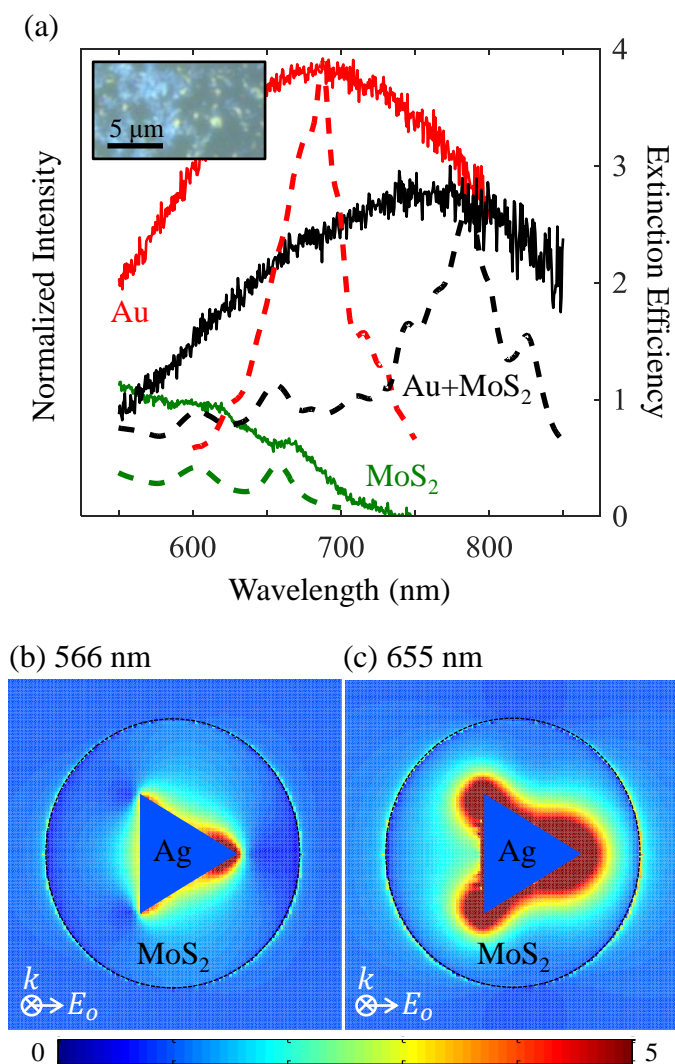 (a)
5 μm
Normalized Intensity
Extinction Efficiency
4
3
2
1
0
Au
Au+MoS₂
MoS₂
600
700
800
Wavelength (nm)
(b) 566 nm
(c) 655 nm
Ag
Ag
MoS₂
MoS₂
k
Eₒ
k
Eₒ
0
5